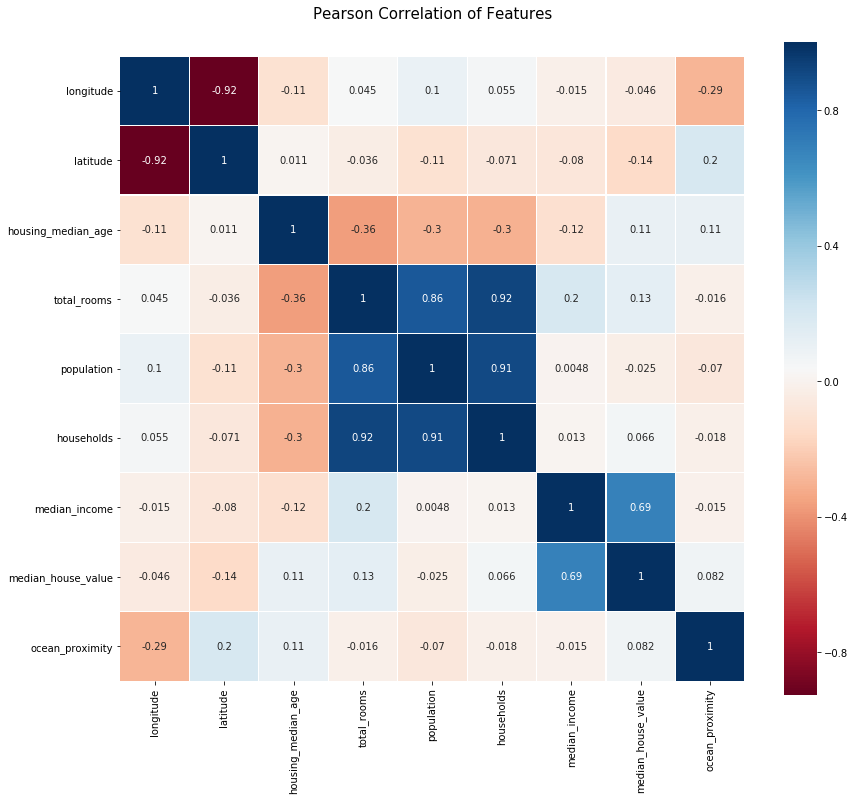 Pearson Correlation of Features
longitude 1 -0.92 -0.11 0.045 0.1 0.055 -0.015 -0.046 -0.29
latitude -0.92 1 0.011 -0.036 -0.11 -0.071 -0.08 -0.14 0.2
housing_median_age -0.11 0.011 1 -0.36 -0.3 -0.3 -0.12 0.11 0.11
total_rooms 0.045 -0.036 -0.36 1 0.86 0.92 0.2 0.13 -0.016
population 0.1 -0.11 -0.3 0.86 1 0.91 0.0048 -0.025 -0.07
households 0.055 -0.071 -0.3 0.92 0.91 1 0.013 0.066 -0.018
median_income -0.015 -0.08 -0.12 0.2 0.0048 0.013 1 0.69 -0.015
median_house_value -0.046 -0.14 0.11 0.13 -0.025 0.066 0.69 1 0.082
ocean_proximity -0.29 0.2 0.11 -0.016 -0.07 -0.018 -0.015 0.082 1
longitude
latitude
housing_median_age
total_rooms
population
households
median_income
median_house_value
ocean_proximity
0.8
0.4
0.0
−0.4
−0.8